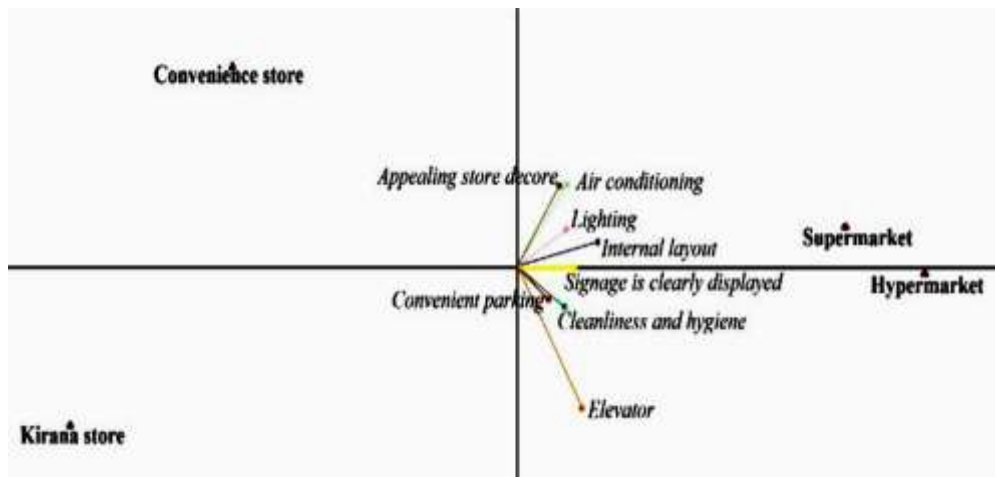 Convenience store
Appealing store decore
Air conditioning
Lighting
Supermarket
Internal layout
Signage is clearly displayed
Hypermarket
Convenient parking
Cleanliness and hygiene
Elevator
Kirana store